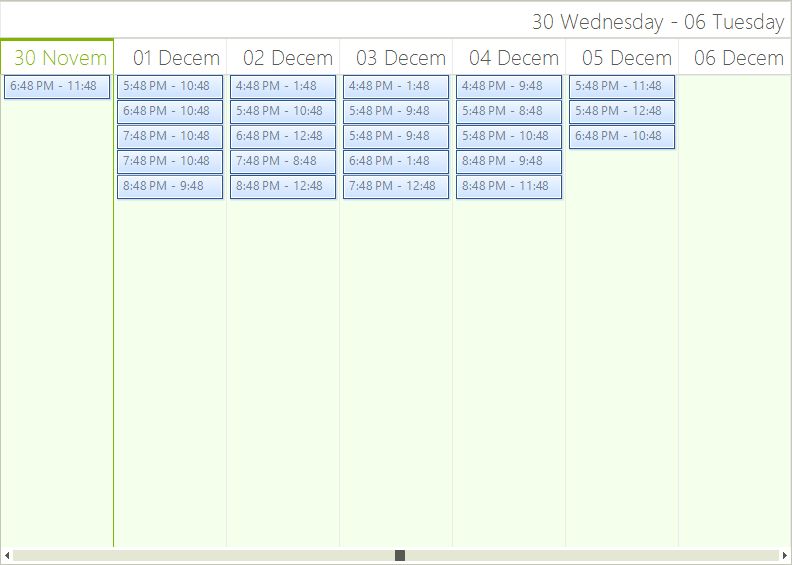 30 Wednesday - 06 Tuesday
30 Novem 01 Decem 02 Decem 03 Decem 04 Decem 05 Decem 06 Decem
6:48 PM - 11:48 5:48 PM - 10:48 4:48 PM - 1:48 4:48 PM - 1:48 4:48 PM - 9:48 5:48 PM - 11:48
6:48 PM - 10:48 5:48 PM - 10:48 5:48 PM - 9:48 5:48 PM - 8:48 5:48 PM - 12:48
7:48 PM - 10:48 6:48 PM - 12:48 5:48 PM - 9:48 5:48 PM - 10:48 6:48 PM - 10:48
7:48 PM - 10:48 7:48 PM - 8:48 6:48 PM - 1:48 8:48 PM - 9:48
8:48 PM - 9:48 8:48 PM - 12:48 7:48 PM - 12:48 8:48 PM - 11:48